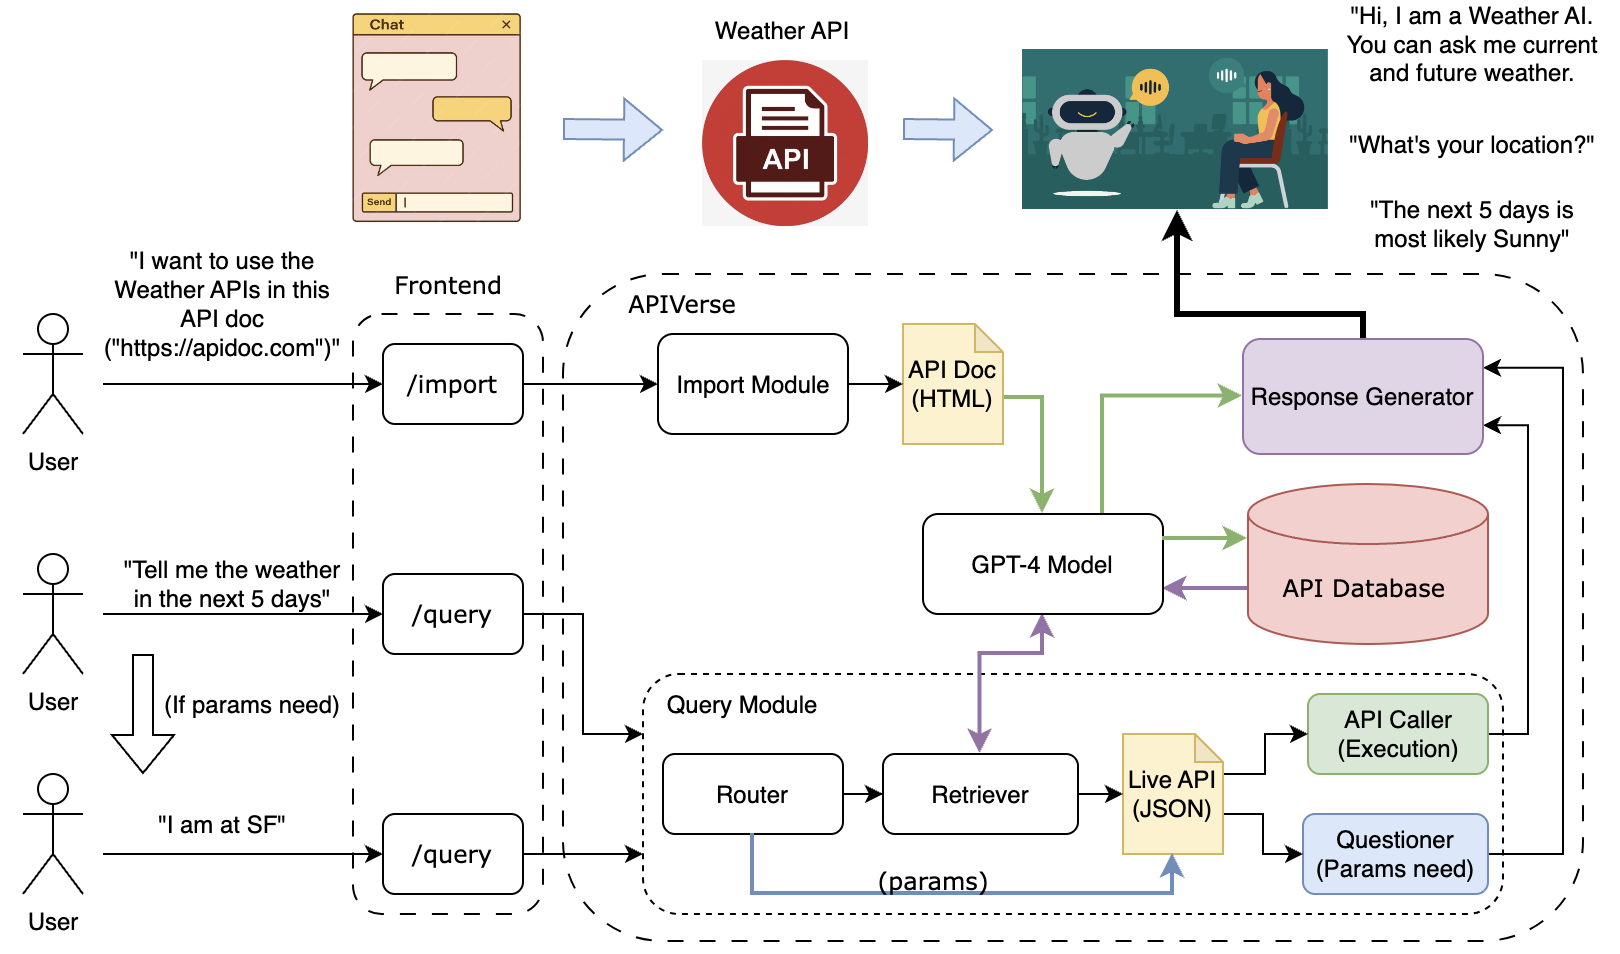 Chat
Send
Weather API
API
"Hi, I am a Weather AI.
You can ask me current
and future weather.
"What's your location?"
"The next 5 days is
most likely Sunny"
"I want to use the
Weather APIs in this
API doc
("https://apidoc.com")"
User
Frontend
/import
APIVerse
Import Module
API Doc
(HTML)
Response Generator
GPT-4 Model
API Database
"Tell me the weather
in the next 5 days"
User
/query
(If params need)
"I am at SF"
User
/query
Query Module
Router
Retriever
Live API
(JSON)
(params)
API Caller
(Execution)
Questioner
(Params need)